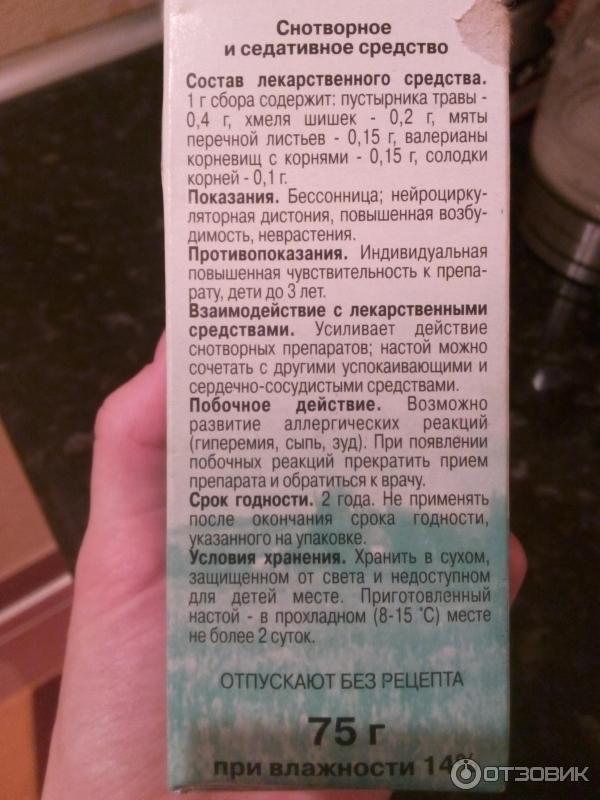 Снотворное
и седативное средство
Состав лекарственного средства.
1 г сбора содержит: пустырника травы -
0,4 г, хмеля шишек - 0,2 г, мяты
перечной листьев - 0,15 г, валерианы
корневищ с корнями - 0,15 г, солодки
корней - 0,1 г.
Показания. Бессонница; нейроцирку-
ляторная дистония, повышенная возбу-
димость, неврастения.
Противопоказания. Индивидуальная
повышенная чувствительность к препа-
рату, дети до 3 лет.
Взаимодействие с лекарственными
средствами. Усиливает действие
снотворных препаратов; настой можно
сочетать с другими успокаивающими и
сердечно-сосудистыми средствами.
Побочное действие. Возможно
развитие аллергических реакций
(гиперемия, сыпь, зуд). При появлении
побочных реакций прекратить прием
препарата и обратиться к врачу.
Срок годности. 2 года. Не применять
после окончания срока годности,
указанного на упаковке.
Условия хранения. Хранить в сухом,
защищенном от света и недоступном
для детей месте. Приготовленный
настой - в прохладном (8-15 °С) месте
не более 2 суток.
ОТПУСКАЮТ БЕЗ РЕЦЕПТА
75 г
при влажности 14%
ОТЗОВИК